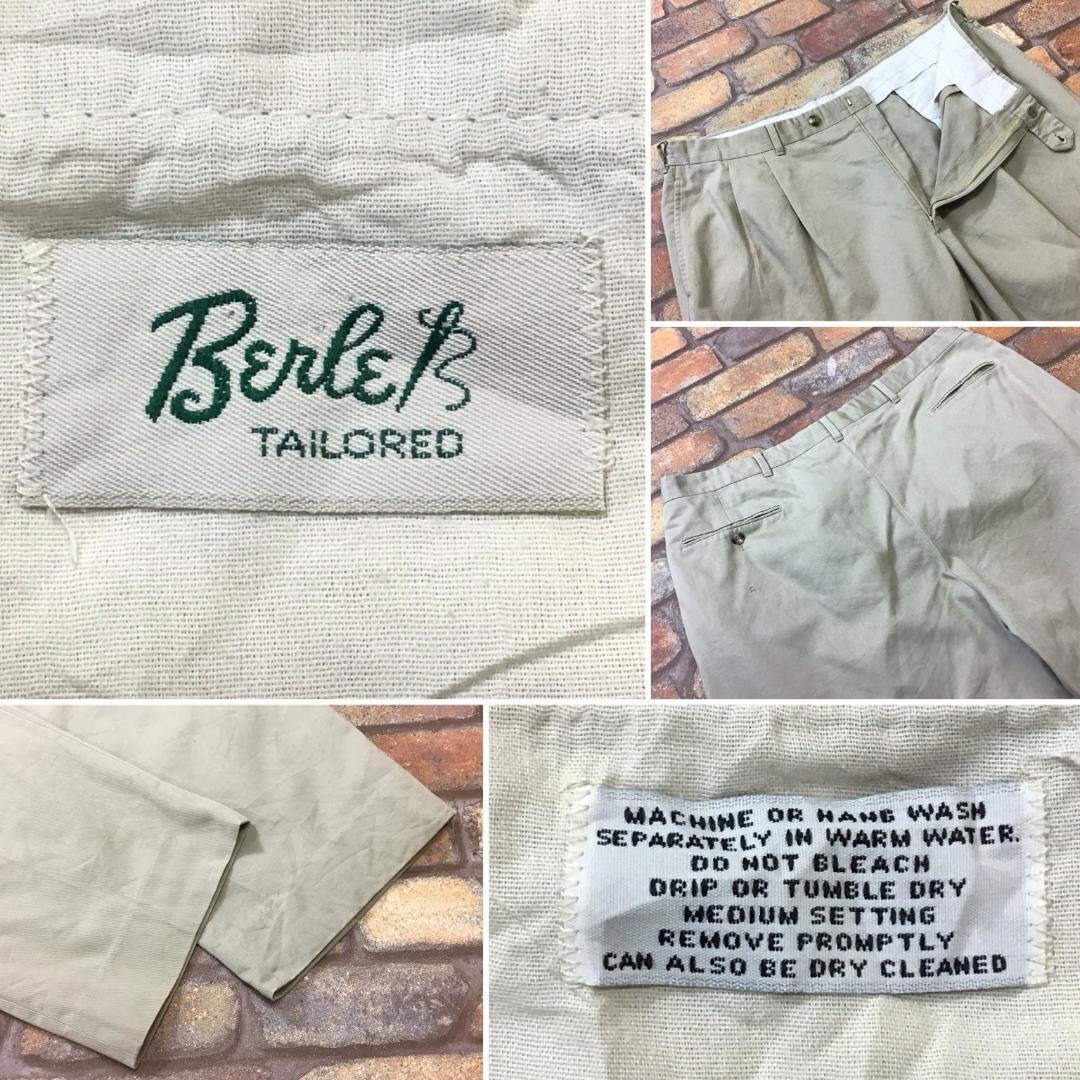 Berle
TAILORED
MACHINE OR HAND WASH
SEPARATELY IN WARM WATER.
DO NOT BLEACH
DRIP OR TUMBLE DRY
MEDIUM SETTING
REMOVE PROMPTLY
CAN ALSO BE DRY CLEANED